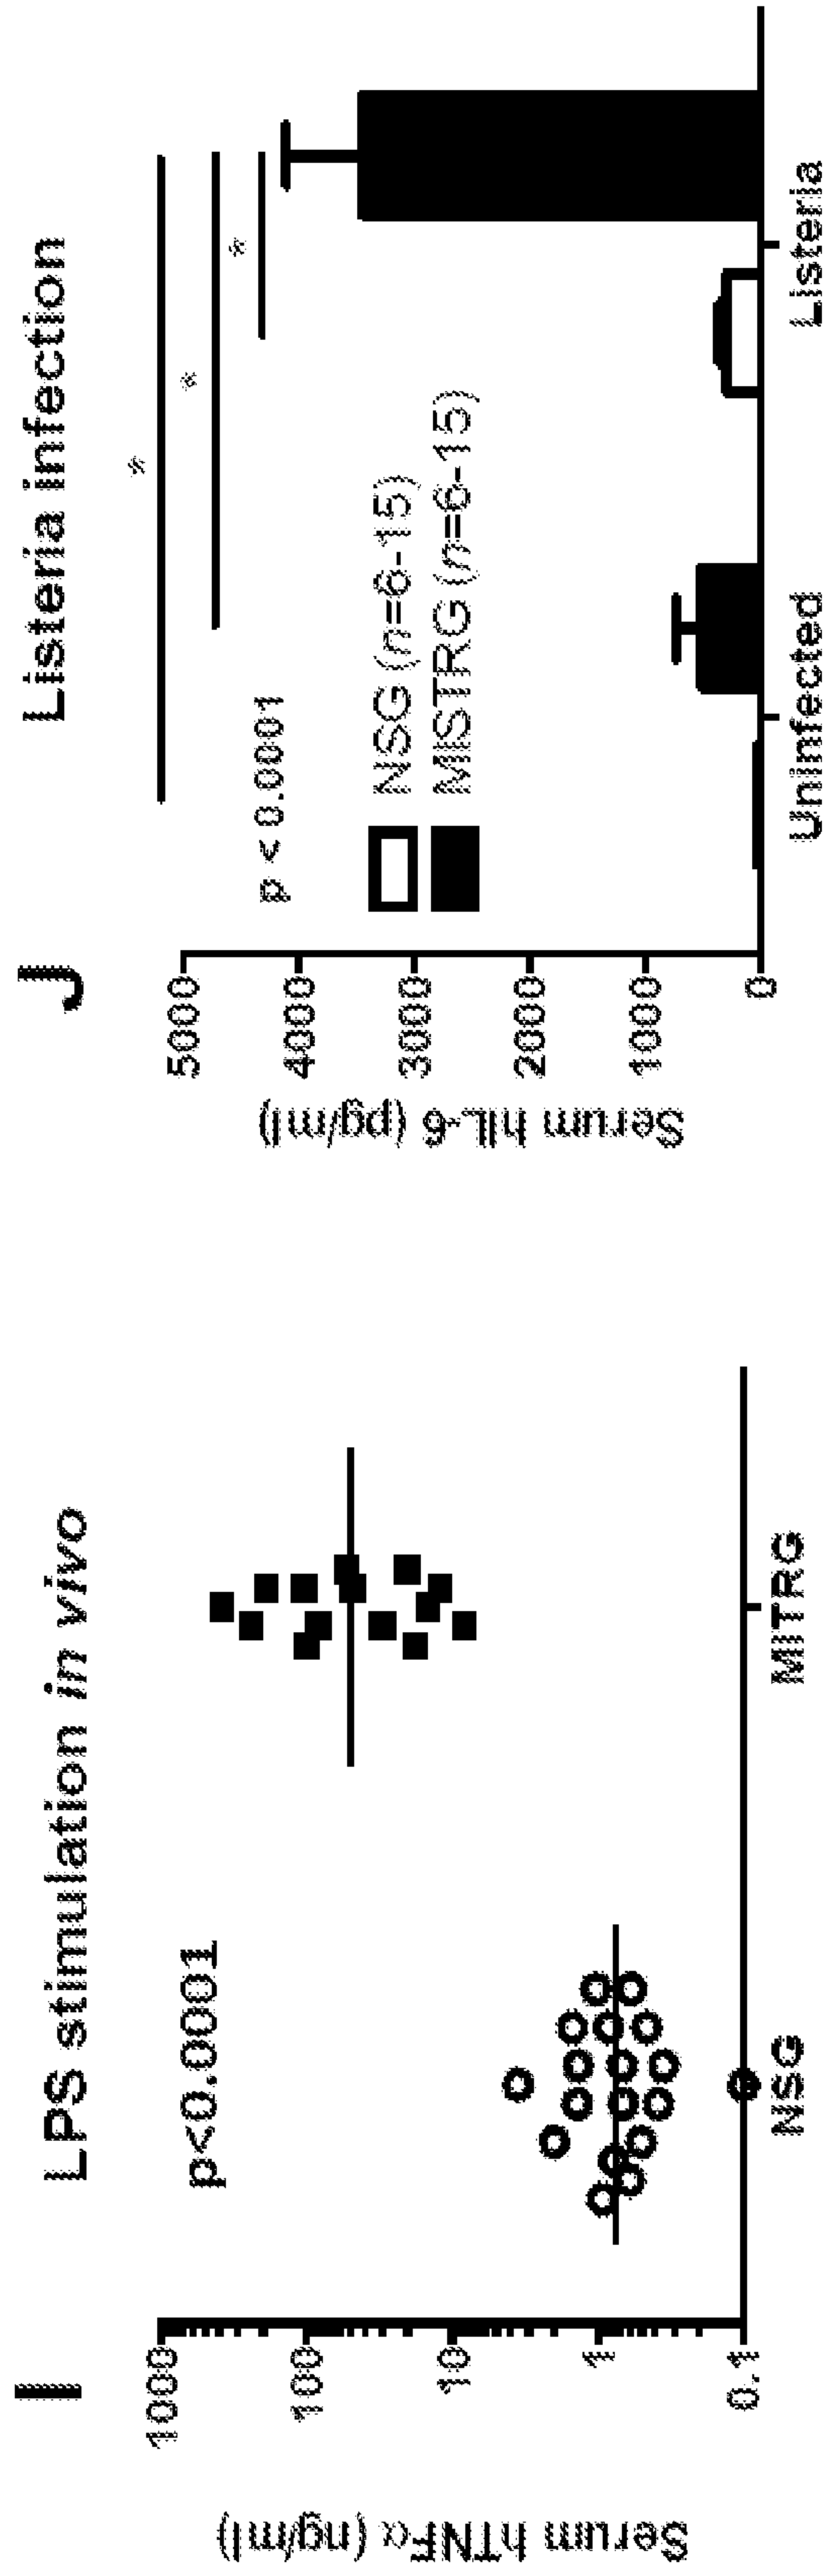 I
LPS stimulation in vivo
p<0.0001
Serum hTNFα (ng/ml)
1000
100
10
1
0.1
NSG
MITRG
J
Listeria infection
*
*
*
p < 0.0001
NSG (n=6-15)
MISTRG (n=6-15)
Serum hIL-6 (pg/ml)
5000
4000
3000
2000
1000
0
Uninfected
Listeria